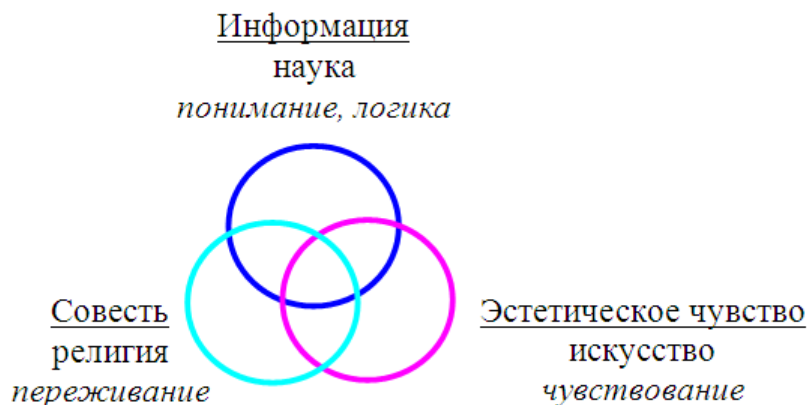 Информация
наука
понимание, логика
Совесть
религия
переживание
Эстетическое чувство
искусство
чувствование